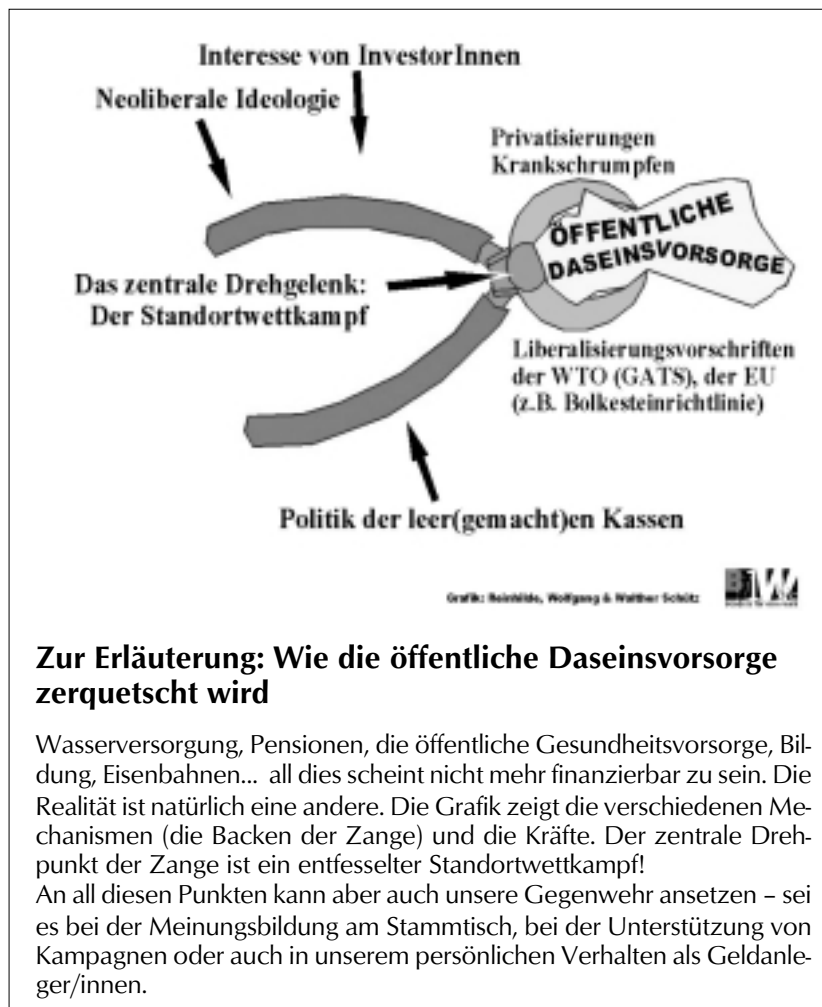 Interesse von InvestorInnen
Neoliberale Ideologie
Privatisierungen
Krankschrumpfen
ÖFFENTLICHE
DASEINSVORSORGE
Das zentrale Drehgelenk:
Der Standortwettkampf
Liberalisierungsvorschriften
der WTO (GATS), der EU
(z.B. Bolkesteinrichtlinie)
Politik der leer(gemacht)en Kassen
Grafik: Reinhilde, Wolfgang & Walther Schütz
Zur Erläuterung: Wie die öffentliche Daseinsvorsorge
zerquetscht wird
Wasserversorgung, Pensionen, die öffentliche Gesundheitsvorsorge, Bil-
dung, Eisenbahnen... all dies scheint nicht mehr finanzierbar zu sein. Die
Realität ist natürlich eine andere. Die Grafik zeigt die verschiedenen Me-
chanismen (die Backen der Zange) und die Kräfte. Der zentrale Dreh-
punkt der Zange ist ein entfesselter Standortwettkampf!
An all diesen Punkten kann aber auch unsere Gegenwehr ansetzen – sei
es bei der Meinungsbildung am Stammtisch, bei der Unterstützung von
Kampagnen oder auch in unserem persönlichen Verhalten als Geldanle-
ger/innen.